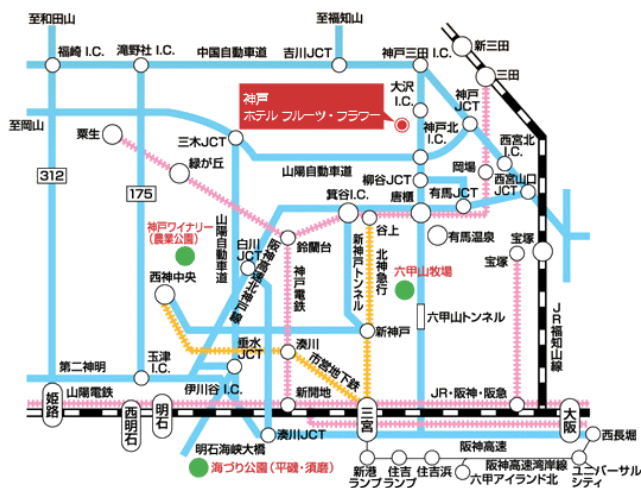 至和田山
至福知山
福崎 I.C.
滝野社 I.C.
中国自動車道
吉川JCT
神戸三田 I.C.
新三田
三田
大沢
I.C.
神戸
JCT
神戸
ホテル フルーツ・フラワー
至岡山
粟生
三木JCT
神戸北
I.C.
西宮北
I.C.
緑が丘
山陽自動車道
岡場
312
175
柳谷JCT
西宮山口
JCT
箕谷I.C.
唐櫃
有馬JCT
谷上
有馬温泉
神戸ワイナリー
(農業公園)
山陽自動車道
白川
JCT
阪神高速北神戸線
鈴蘭台
神戸電鉄
新神戸トンネル
北神急行
六甲山牧場
宝塚
宝塚
西神中央
六甲山トンネル
JR福知山線
新神戸
垂水
JCT
湊川
市営地下鉄
玉津
I.C.
第二神明
伊川谷 I.C.
山陽電鉄
新開地
JR・阪神・阪急
姫路
西明石
明石
三宮
大阪
湊川JCT
西長堀
明石海峡大橋
阪神高速
海づり公園(平磯・須磨)
新港
ランプ
住吉
ランプ
住吉浜
阪神高速湾岸線
六甲アイランド北
ユニバーサル
シティ